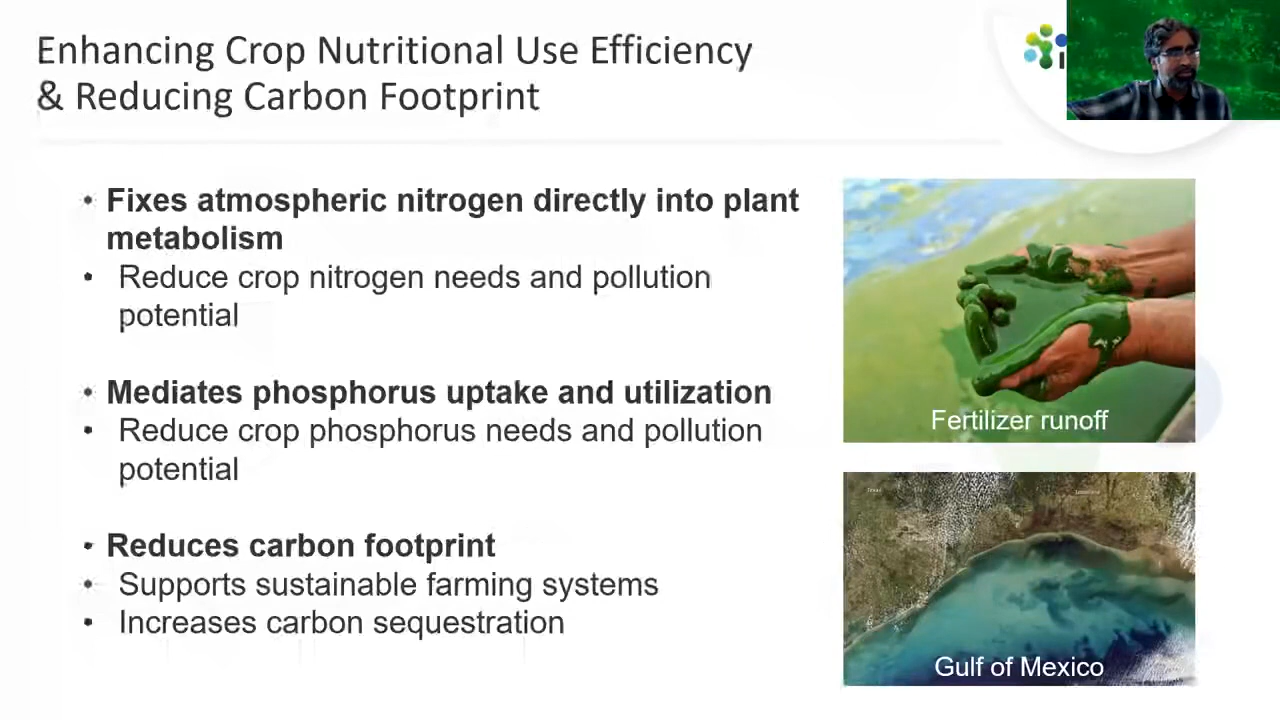 Enhancing Crop Nutritional Use Efficiency
& Reducing Carbon Footprint
• Fixes atmospheric nitrogen directly into plant
metabolism
• Reduce crop nitrogen needs and pollution
potential
• Mediates phosphorus uptake and utilization
• Reduce crop phosphorus needs and pollution
potential
• Reduces carbon footprint
• Supports sustainable farming systems
• Increases carbon sequestration
Fertilizer runoff
Gulf of Mexico